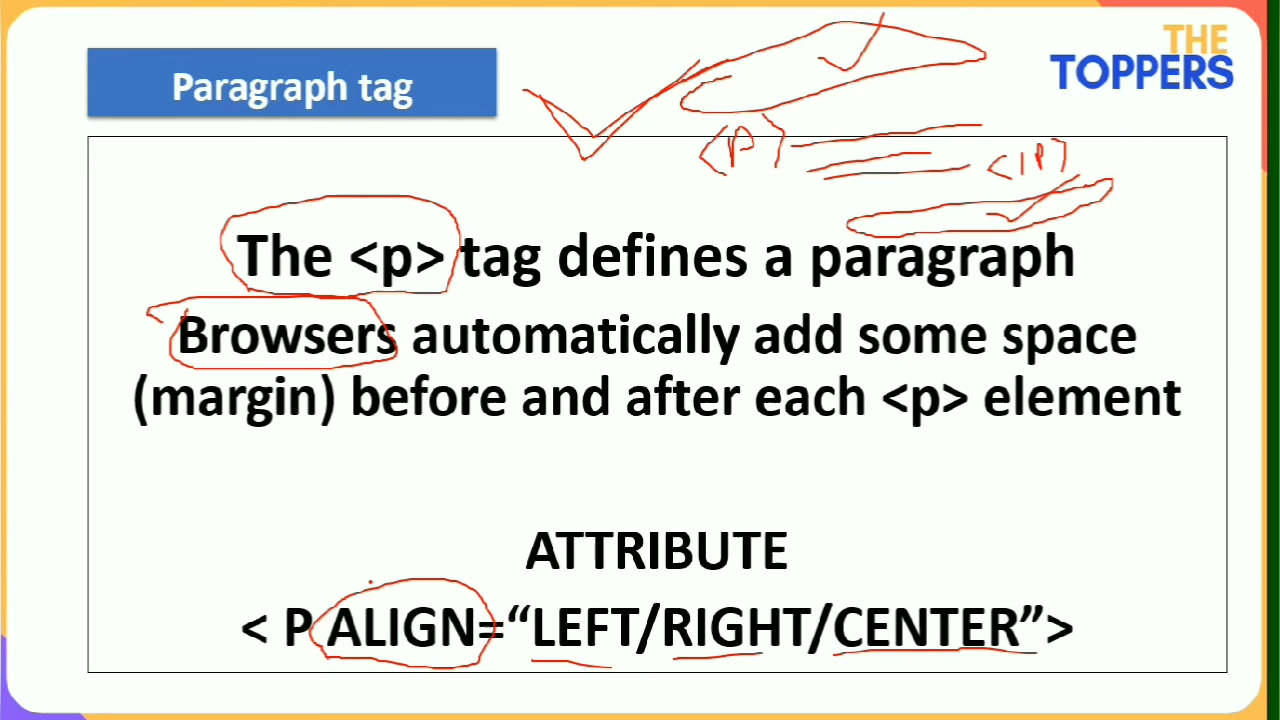 Paragraph tag
THE
TOPPERS
<P>
</P>
The <p> tag defines a paragraph
Browsers automatically add some space
(margin) before and after each <p> element
ATTRIBUTE
< P ALIGN=“LEFT/RIGHT/CENTER”>